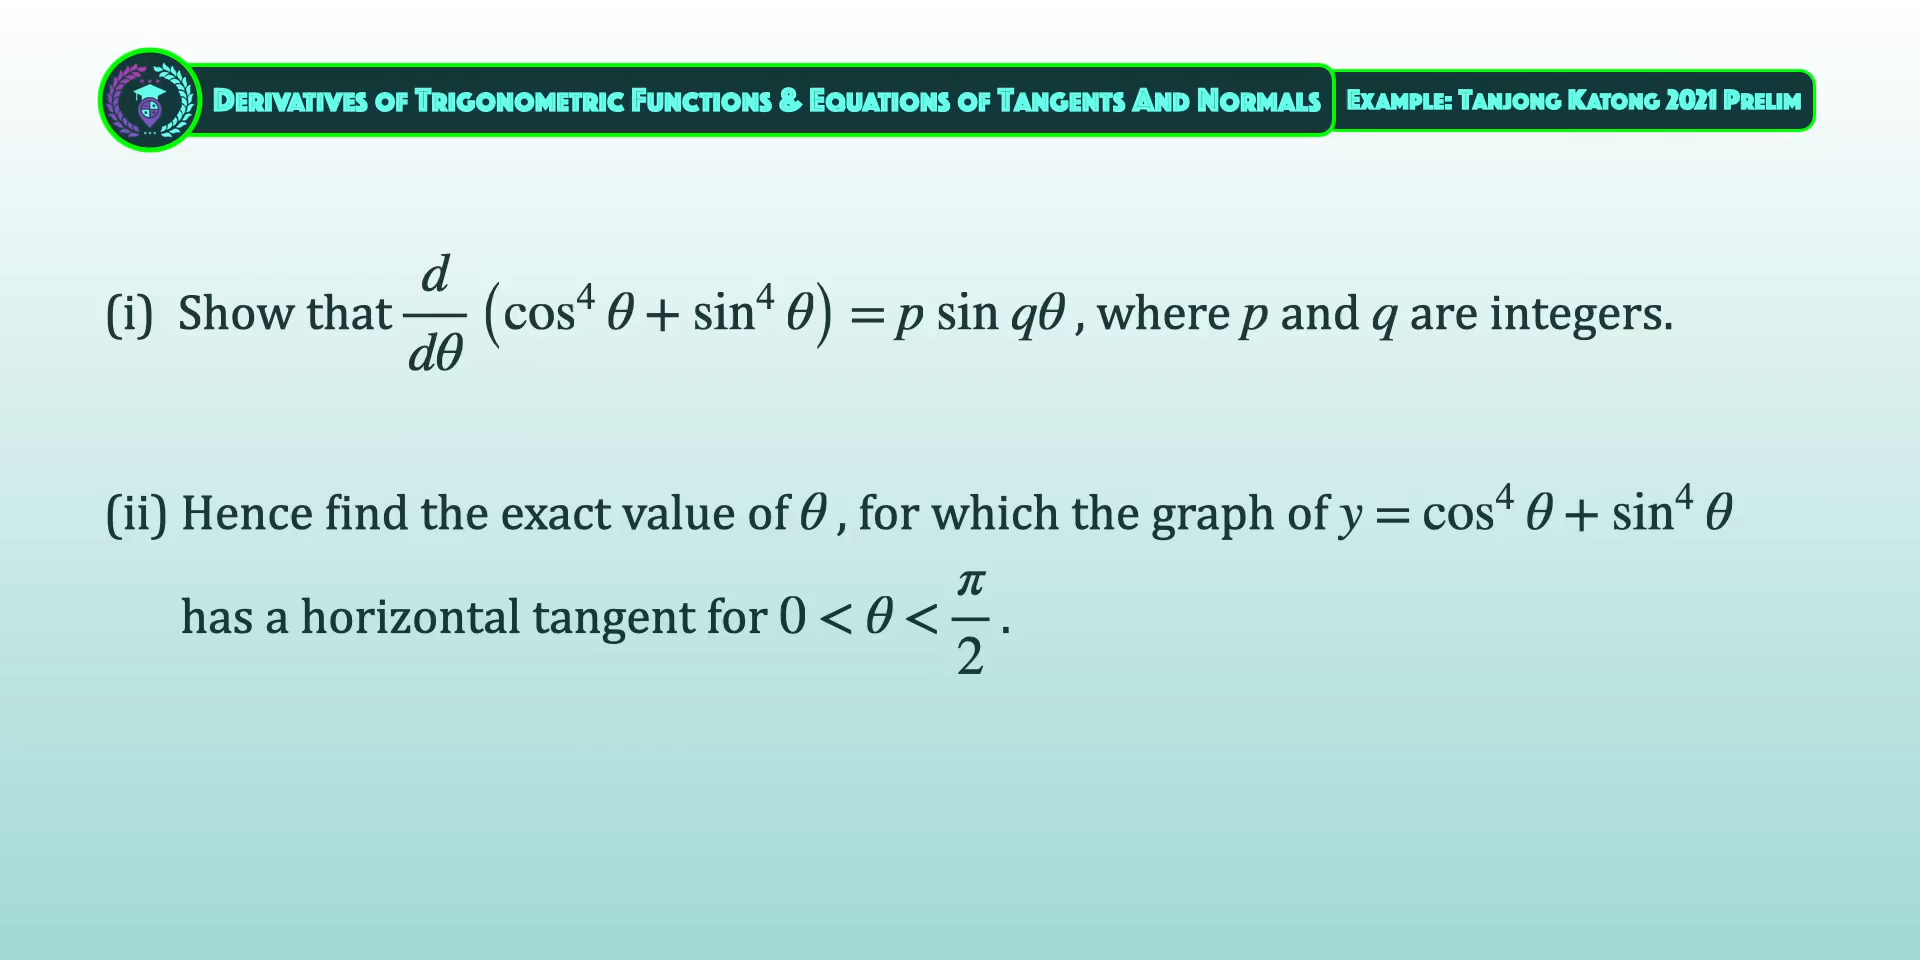 Derivatives of Trigonometric Functions & Equations of Tangents And Normals
Example: Tanjong Katong 2021 Prelim
(i) Show that d/dθ (cos⁴ θ + sin⁴ θ) = p sin qθ , where p and q are integers.
(ii) Hence find the exact value of θ , for which the graph of y = cos⁴ θ + sin⁴ θ
has a horizontal tangent for 0 < θ < π/2 .